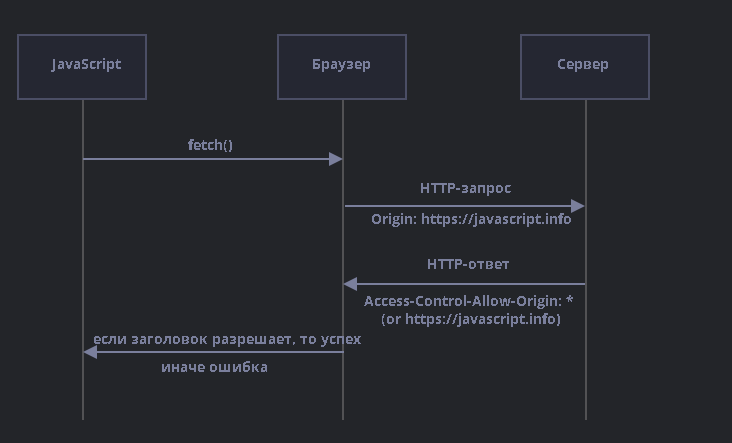 JavaScript
Браузер
Сервер
fetch()
HTTP-запрос
Origin: https://javascript.info
HTTP-ответ
Access-Control-Allow-Origin: *
(or https://javascript.info)
если заголовок разрешает, то успех
иначе ошибка